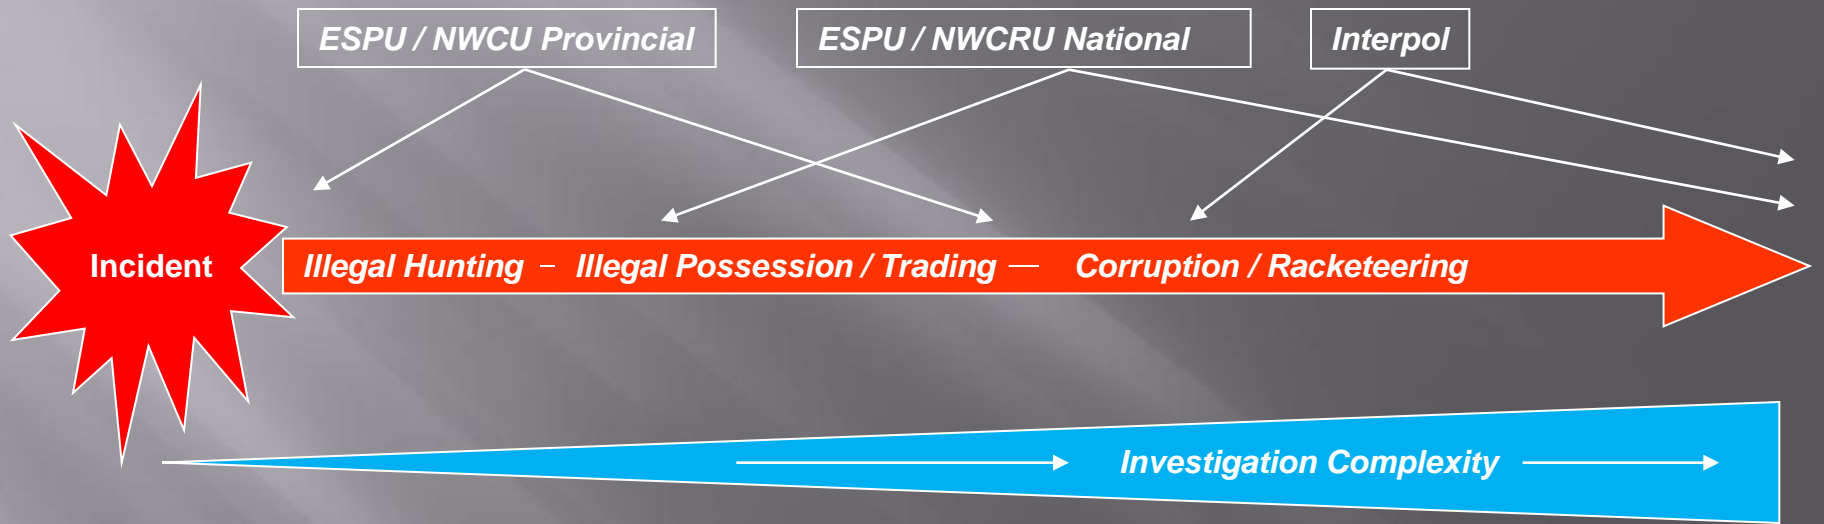 ESPU / NWCU Provincial
ESPU / NWCRU National
Interpol
Incident
Illegal Hunting – Illegal Possession / Trading — Corruption / Racketeering
Investigation Complexity